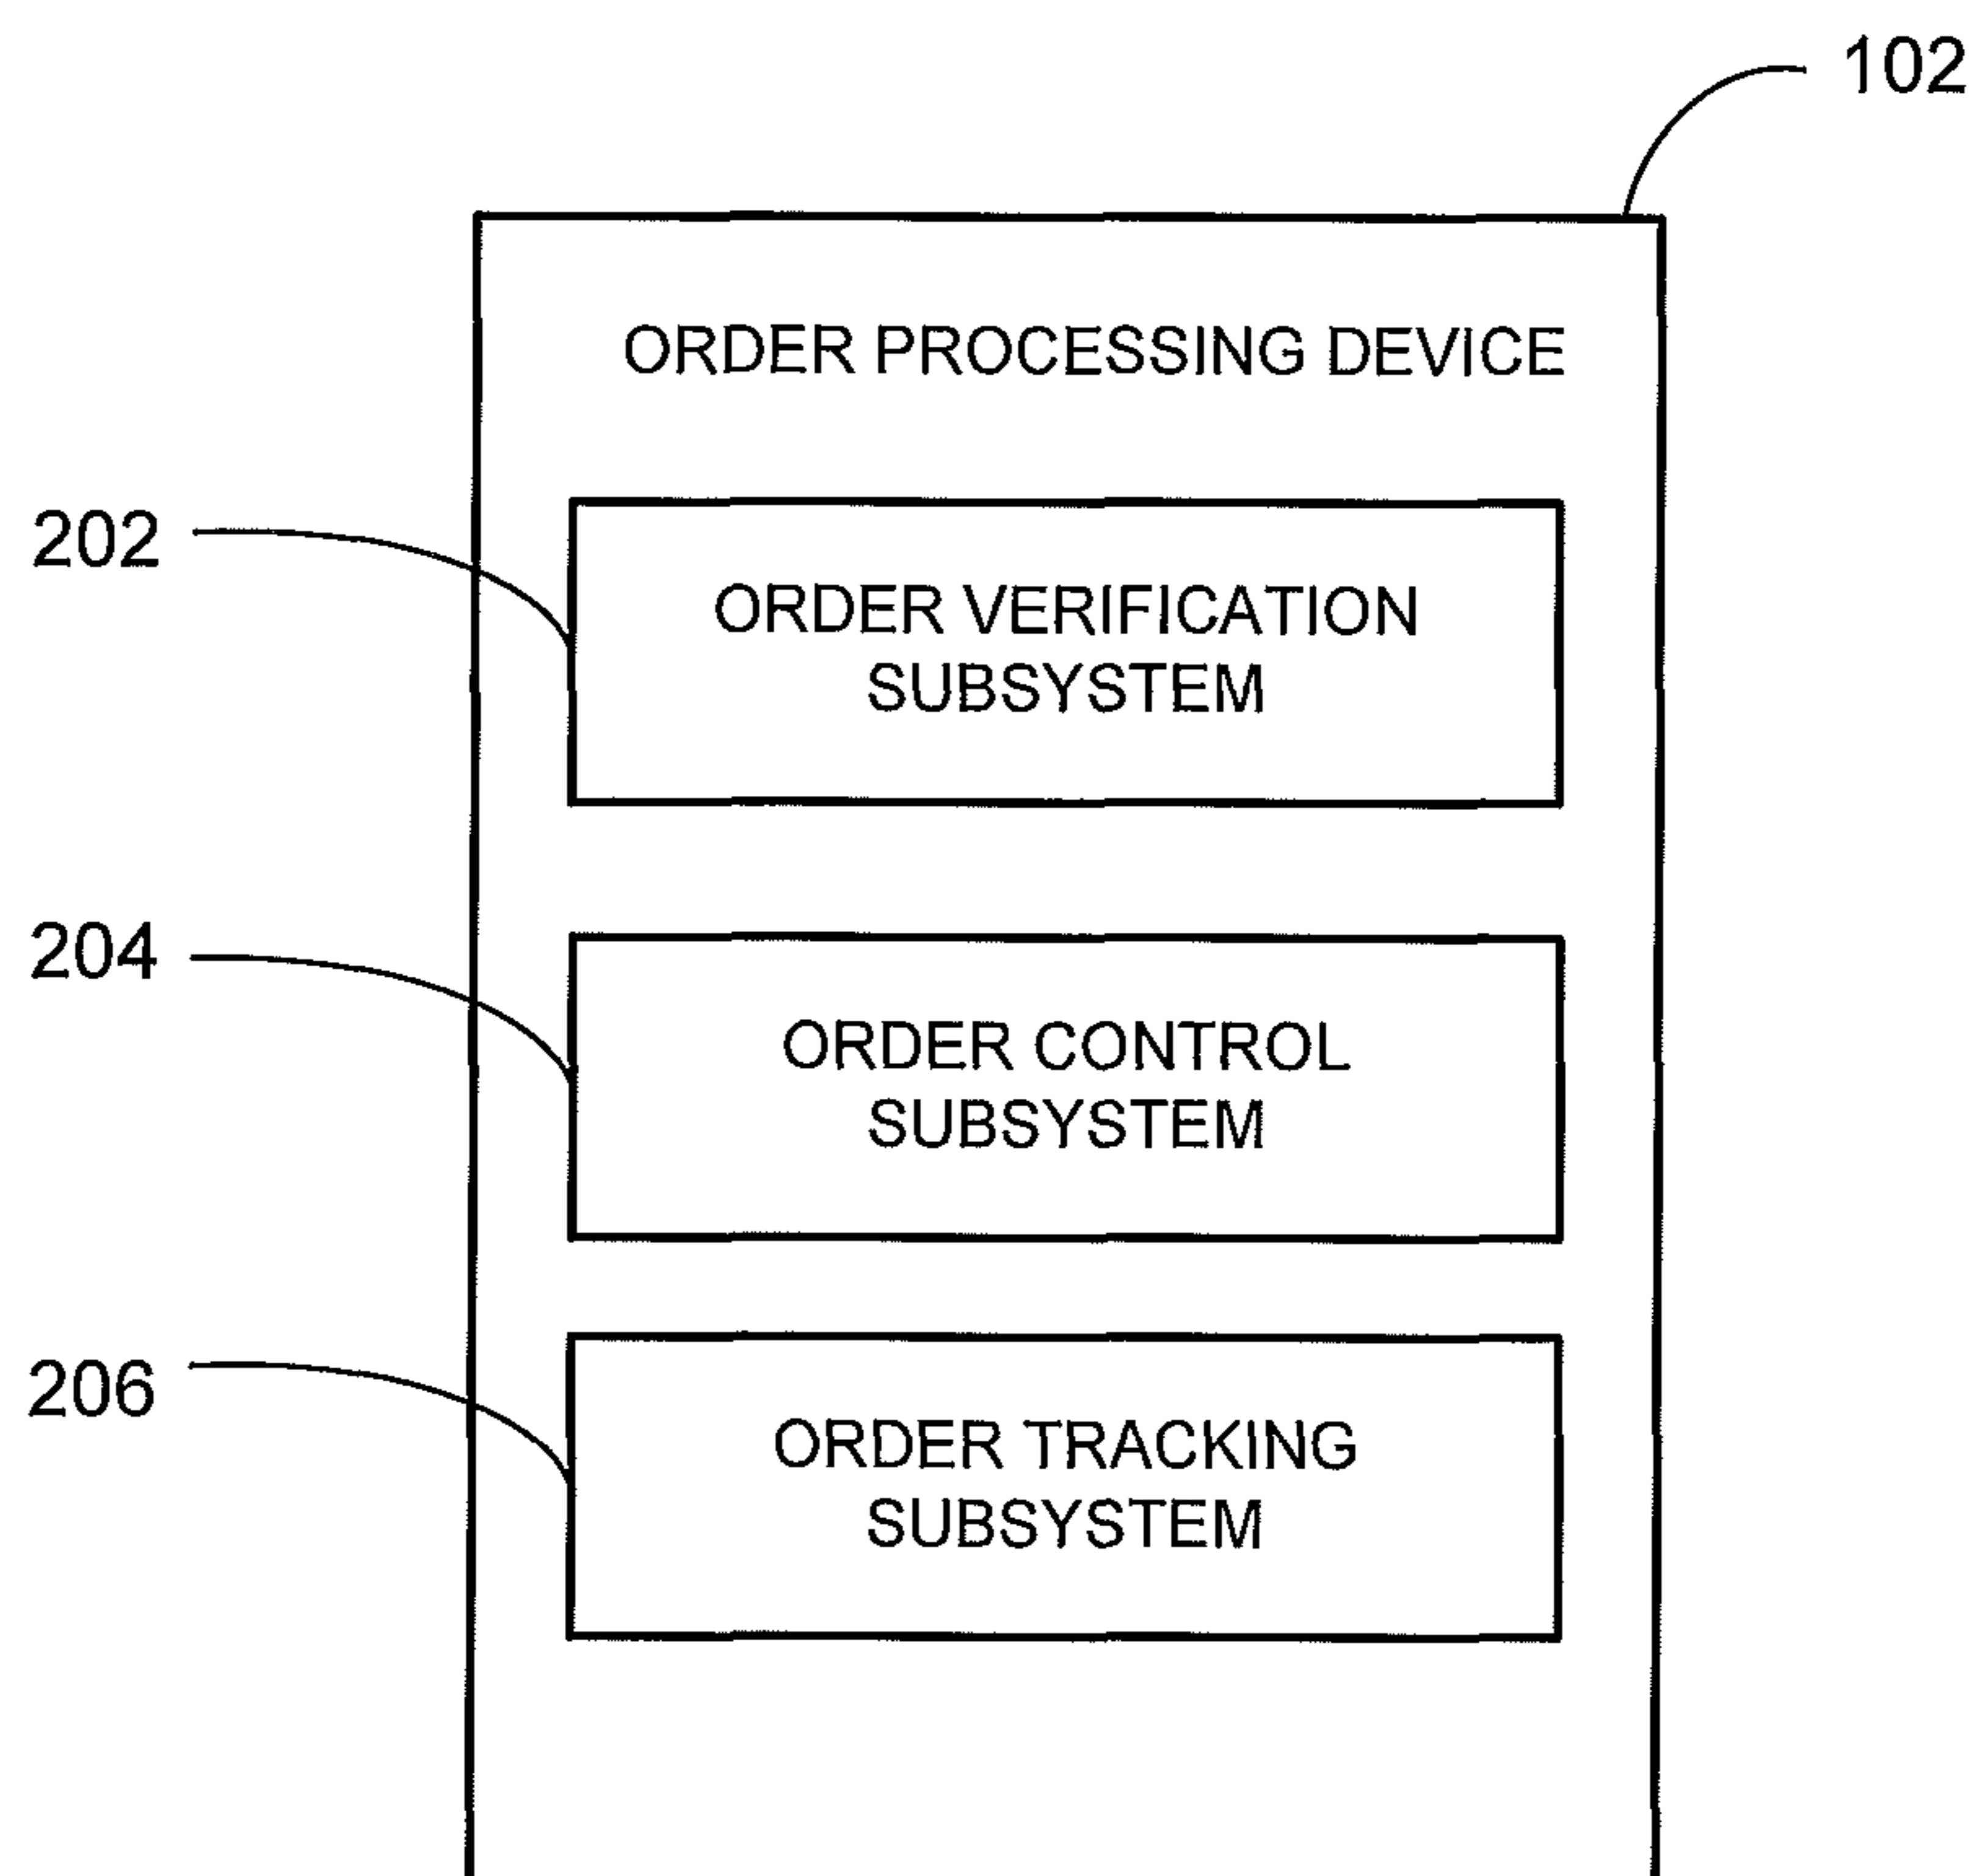 102
ORDER PROCESSING DEVICE
202
ORDER VERIFICATION
SUBSYSTEM
204
ORDER CONTROL
SUBSYSTEM
206
ORDER TRACKING
SUBSYSTEM